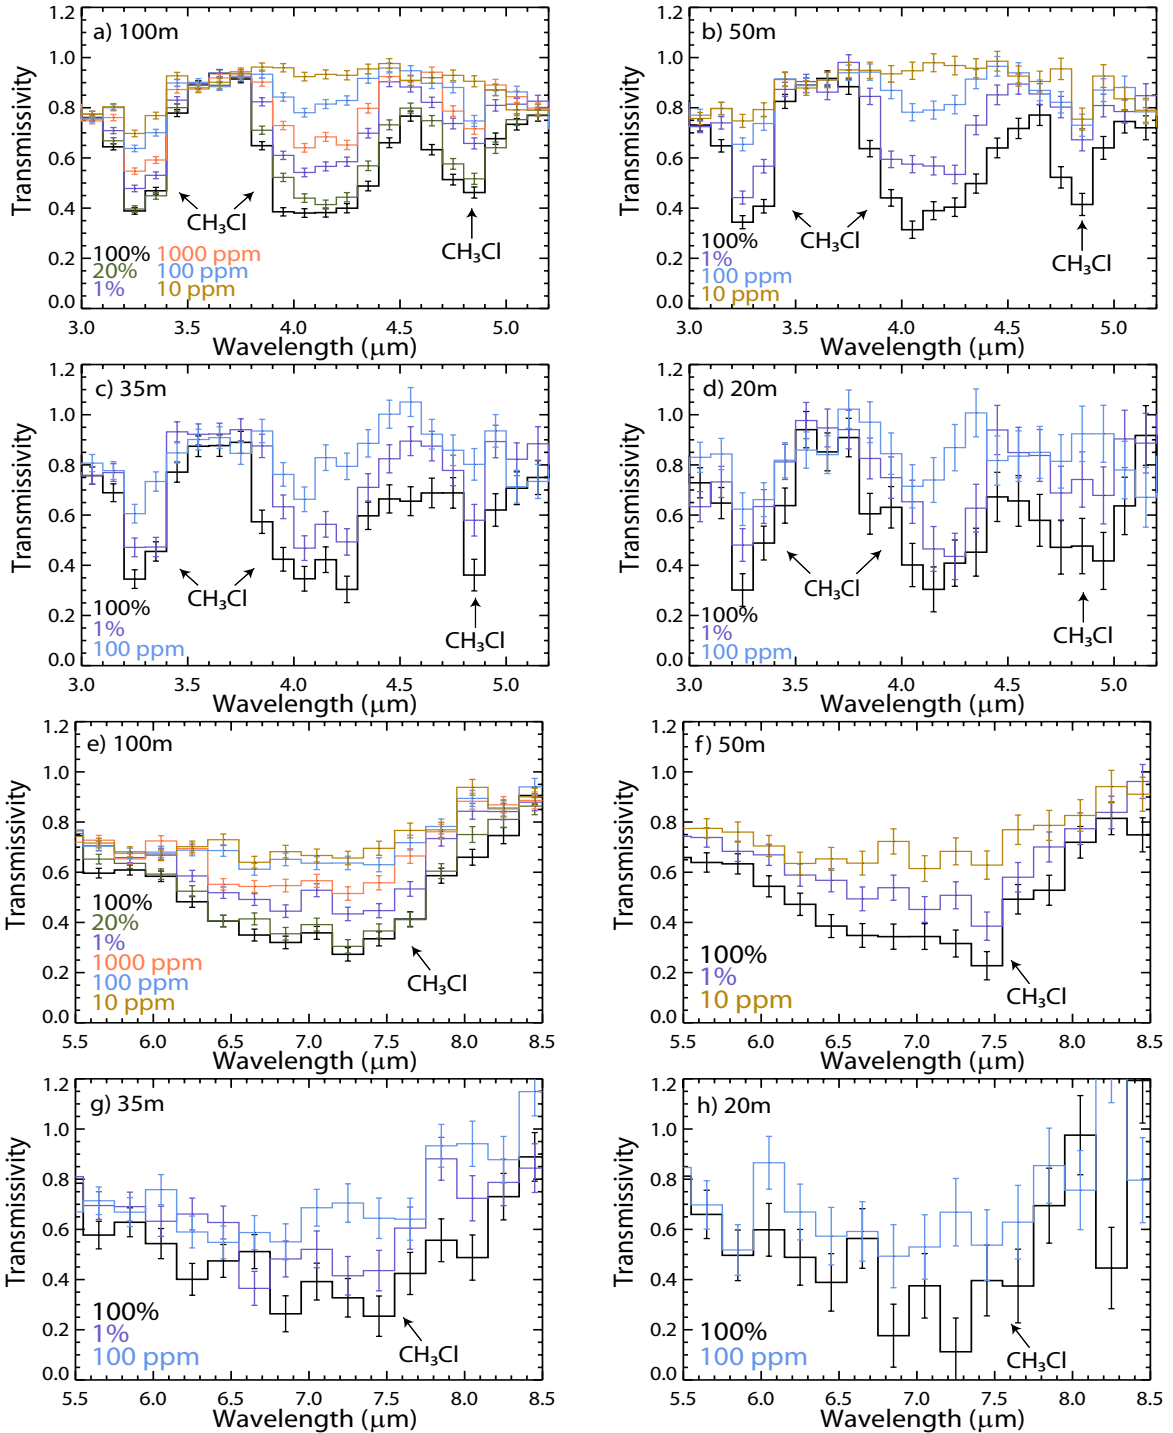 a) 100m
1.2
1.0
0.8
0.6
0.4
0.2
0.0
Transmissivity
CH₃Cl
CH₃Cl
100% 1000 ppm
20% 100 ppm
1% 10 ppm
3.0 3.5 4.0 4.5 5.0
Wavelength (μm)
b) 50m
1.2
1.0
0.8
0.6
0.4
0.2
0.0
Transmissivity
CH₃Cl
CH₃Cl
100%
1%
100 ppm
10 ppm
3.0 3.5 4.0 4.5 5.0
Wavelength (μm)
c) 35m
1.2
1.0
0.8
0.6
0.4
0.2
0.0
Transmissivity
CH₃Cl
CH₃Cl
100%
1%
100 ppm
3.0 3.5 4.0 4.5 5.0
Wavelength (μm)
d) 20m
1.2
1.0
0.8
0.6
0.4
0.2
0.0
Transmissivity
CH₃Cl
CH₃Cl
100%
1%
100 ppm
3.0 3.5 4.0 4.5 5.0
Wavelength (μm)
e) 100m
1.2
1.0
0.8
0.6
0.4
0.2
0.0
Transmissivity
100%
20%
1%
1000 ppm
100 ppm
10 ppm
CH₃Cl
5.5 6.0 6.5 7.0 7.5 8.0 8.5
Wavelength (μm)
f) 50m
1.2
1.0
0.8
0.6
0.4
0.2
0.0
Transmissivity
100%
1%
10 ppm
CH₃Cl
5.5 6.0 6.5 7.0 7.5 8.0 8.5
Wavelength (μm)
g) 35m
1.2
1.0
0.8
0.6
0.4
0.2
0.0
Transmissivity
100%
1%
100 ppm
CH₃Cl
5.5 6.0 6.5 7.0 7.5 8.0 8.5
Wavelength (μm)
h) 20m
1.2
1.0
0.8
0.6
0.4
0.2
0.0
Transmissivity
100%
100 ppm
CH₃Cl
5.5 6.0 6.5 7.0 7.5 8.0 8.5
Wavelength (μm)